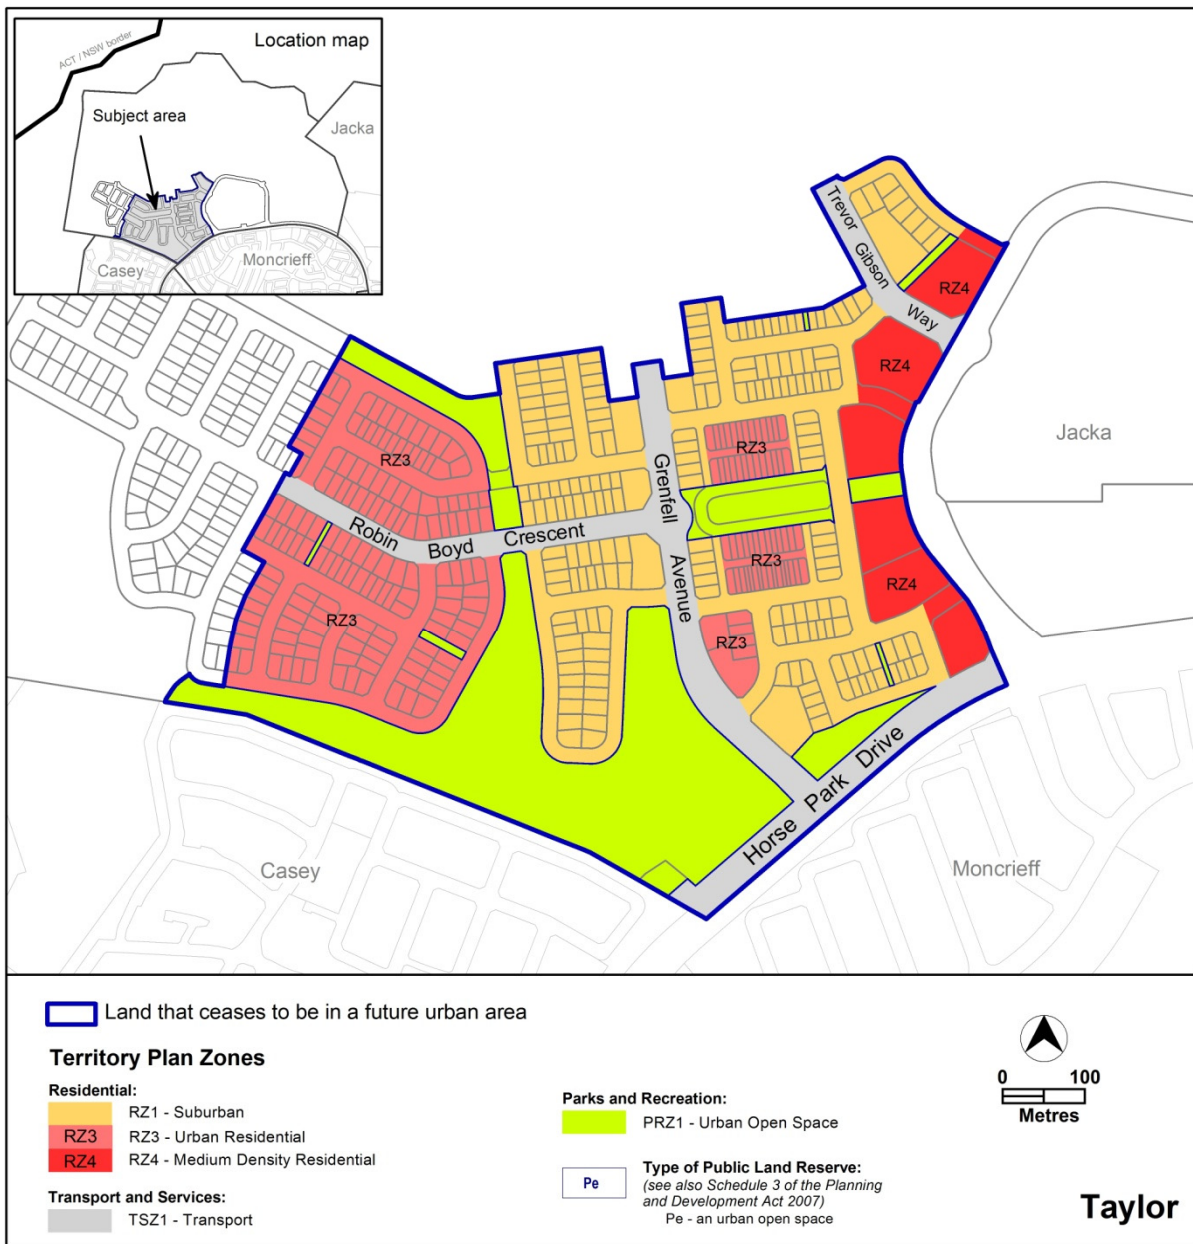 Location map
ACT / NSW border
Subject area
Jacka
Casey
Moncrieff
Trevor Gibson Way
RZ4
RZ4
Jacka
RZ3
RZ3
Grenfell Avenue
Robin Boyd Crescent
RZ3
RZ4
RZ3
RZ3
Horse Park Drive
Casey
Moncrieff
Land that ceases to be in a future urban area
Territory Plan Zones
Residential:
RZ1 - Suburban
RZ3 RZ3 - Urban Residential
RZ4 RZ4 - Medium Density Residential
Transport and Services:
TSZ1 - Transport
Parks and Recreation:
PRZ1 - Urban Open Space
Pe
Type of Public Land Reserve:
(see also Schedule 3 of the Planning
and Development Act 2007)
Pe - an urban open space
0 100
Metres
Taylor